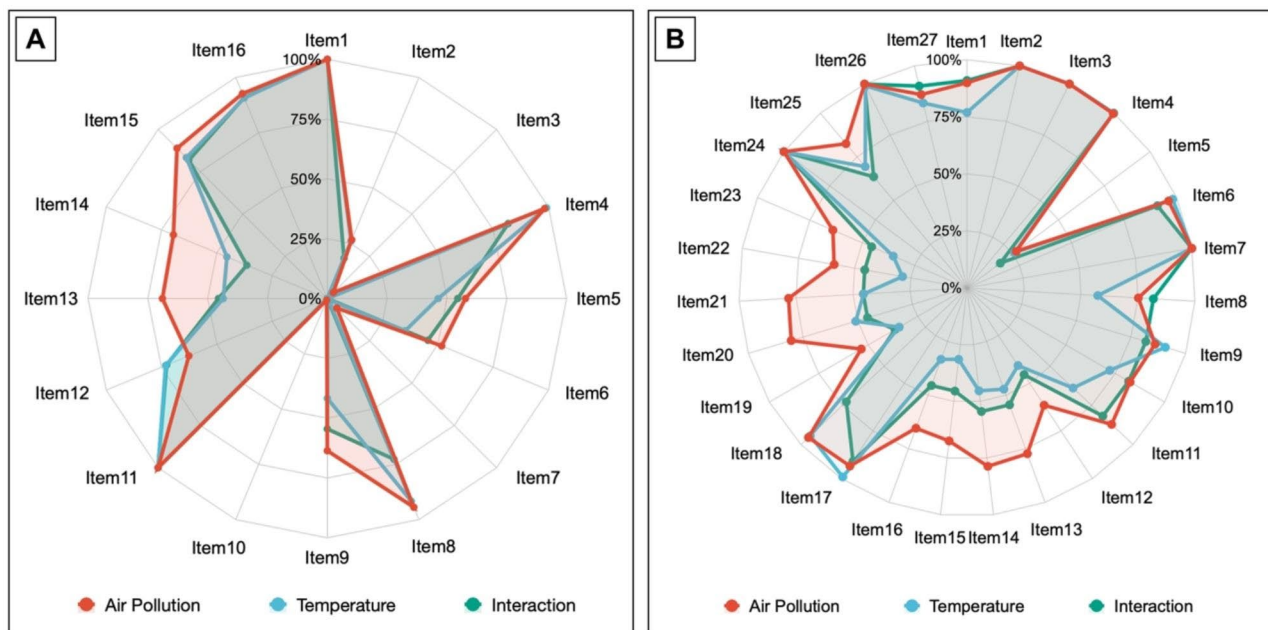 A
Item1
Item2
Item3
Item4
Item5
Item6
Item7
Item8
Item9
Item10
Item11
Item12
Item13
Item14
Item15
Item16
100%
75%
50%
25%
0%
Air Pollution Temperature Interaction
B
Item1
Item2
Item3
Item4
Item5
Item6
Item7
Item8
Item9
Item10
Item11
Item12
Item13
Item14
Item15
Item16
Item17
Item18
Item19
Item20
Item21
Item22
Item23
Item24
Item25
Item26
Item27
100%
75%
50%
25%
0%
Air Pollution Temperature Interaction